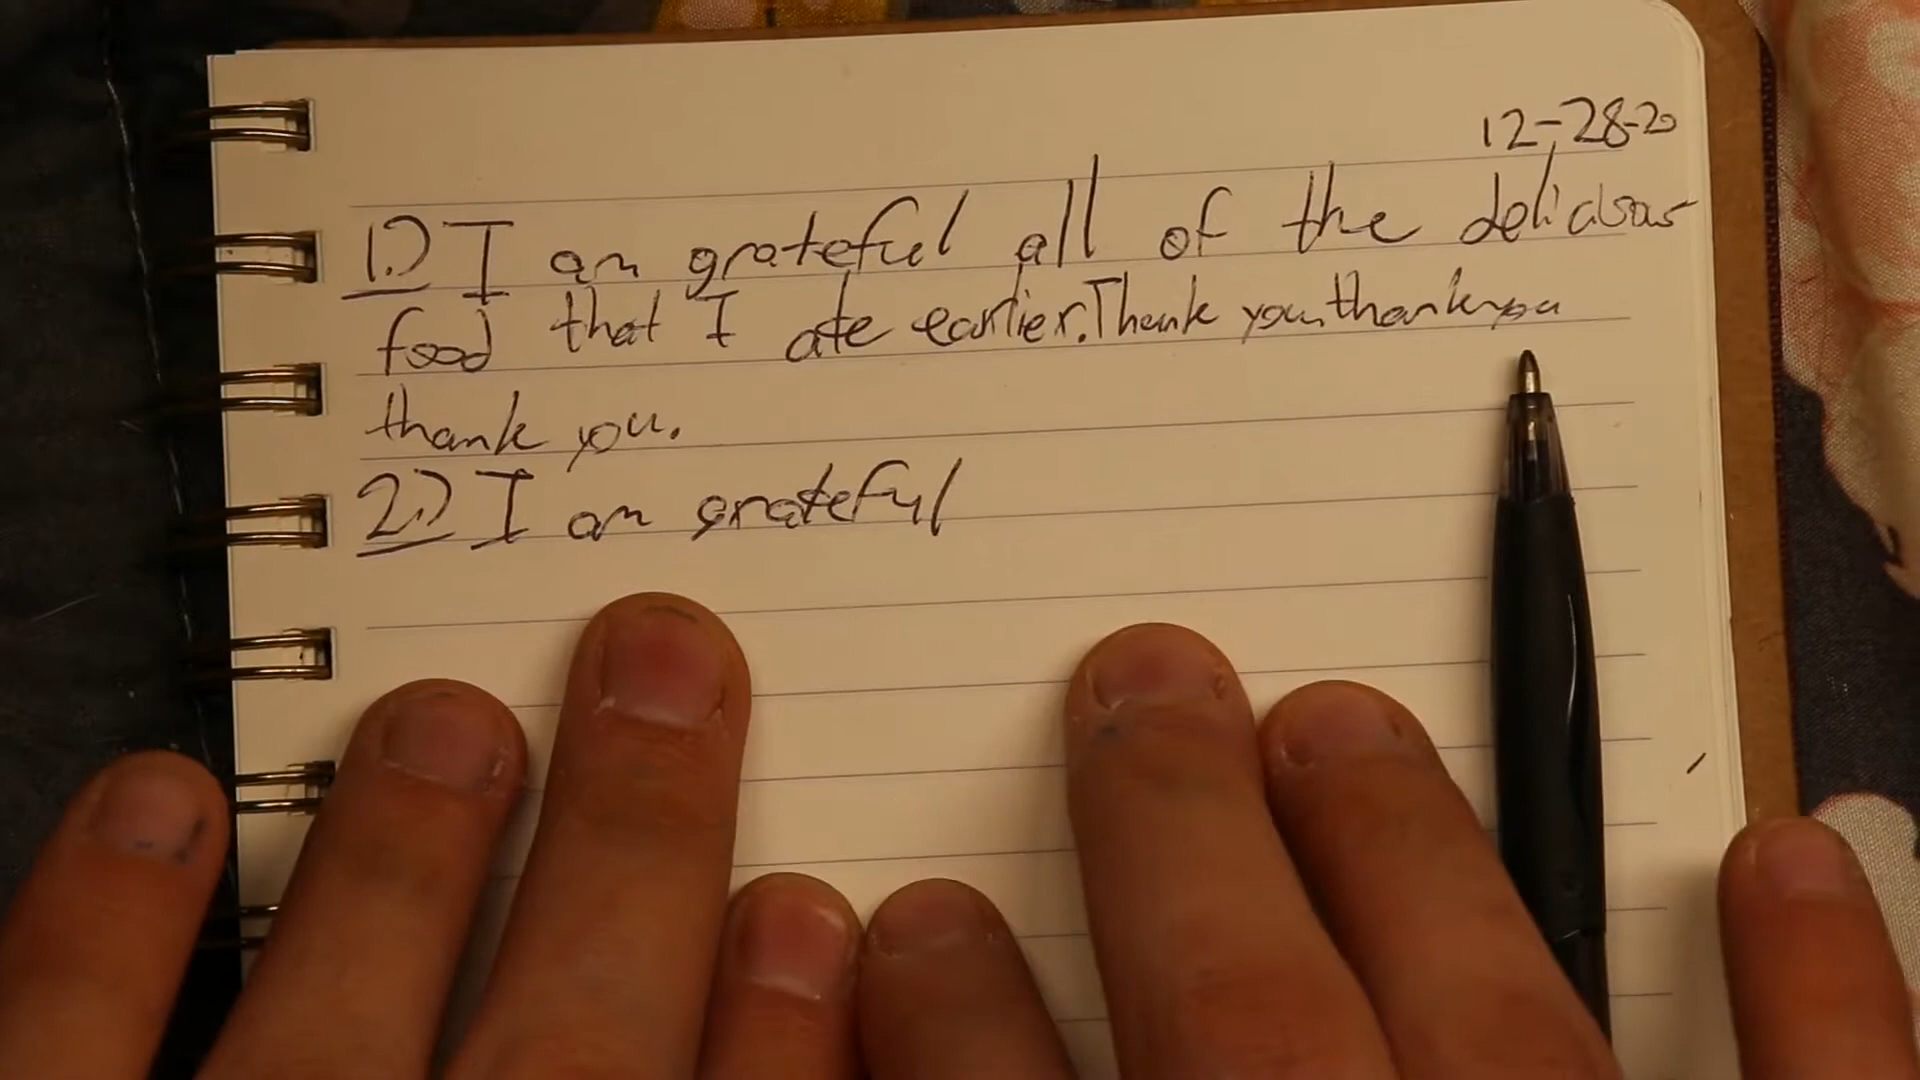 12-28-20
1.) I am grateful all of the delicious
food that I ate earlier. Thank you, thank you
thank you.
2.) I am grateful